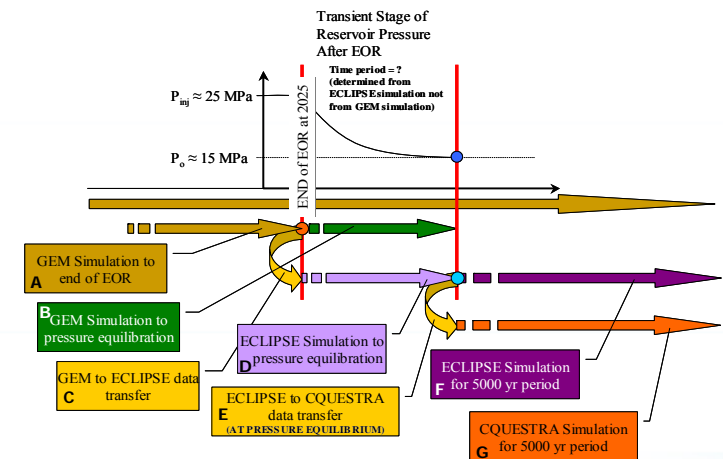 Transient Stage of
Reservoir Pressure
After EOR
Time period = ?
(determined from
ECLIPSE simulation not
from GEM simulation)
Pinj ≈ 25 MPa
END of EOR at 2025
Po ≈ 15 MPa
GEM Simulation to
end of EOR
A
B
GEM Simulation to
pressure equilibration
GEM to ECLIPSE data
transfer
C
ECLIPSE Simulation to
pressure equilibration
D
ECLIPSE to CQUESTRA
data transfer
(AT PRESSURE EQUILIBRIUM)
E
ECLIPSE Simulation
for 5000 yr period
F
CQUESTRA Simulation
for 5000 yr period
G